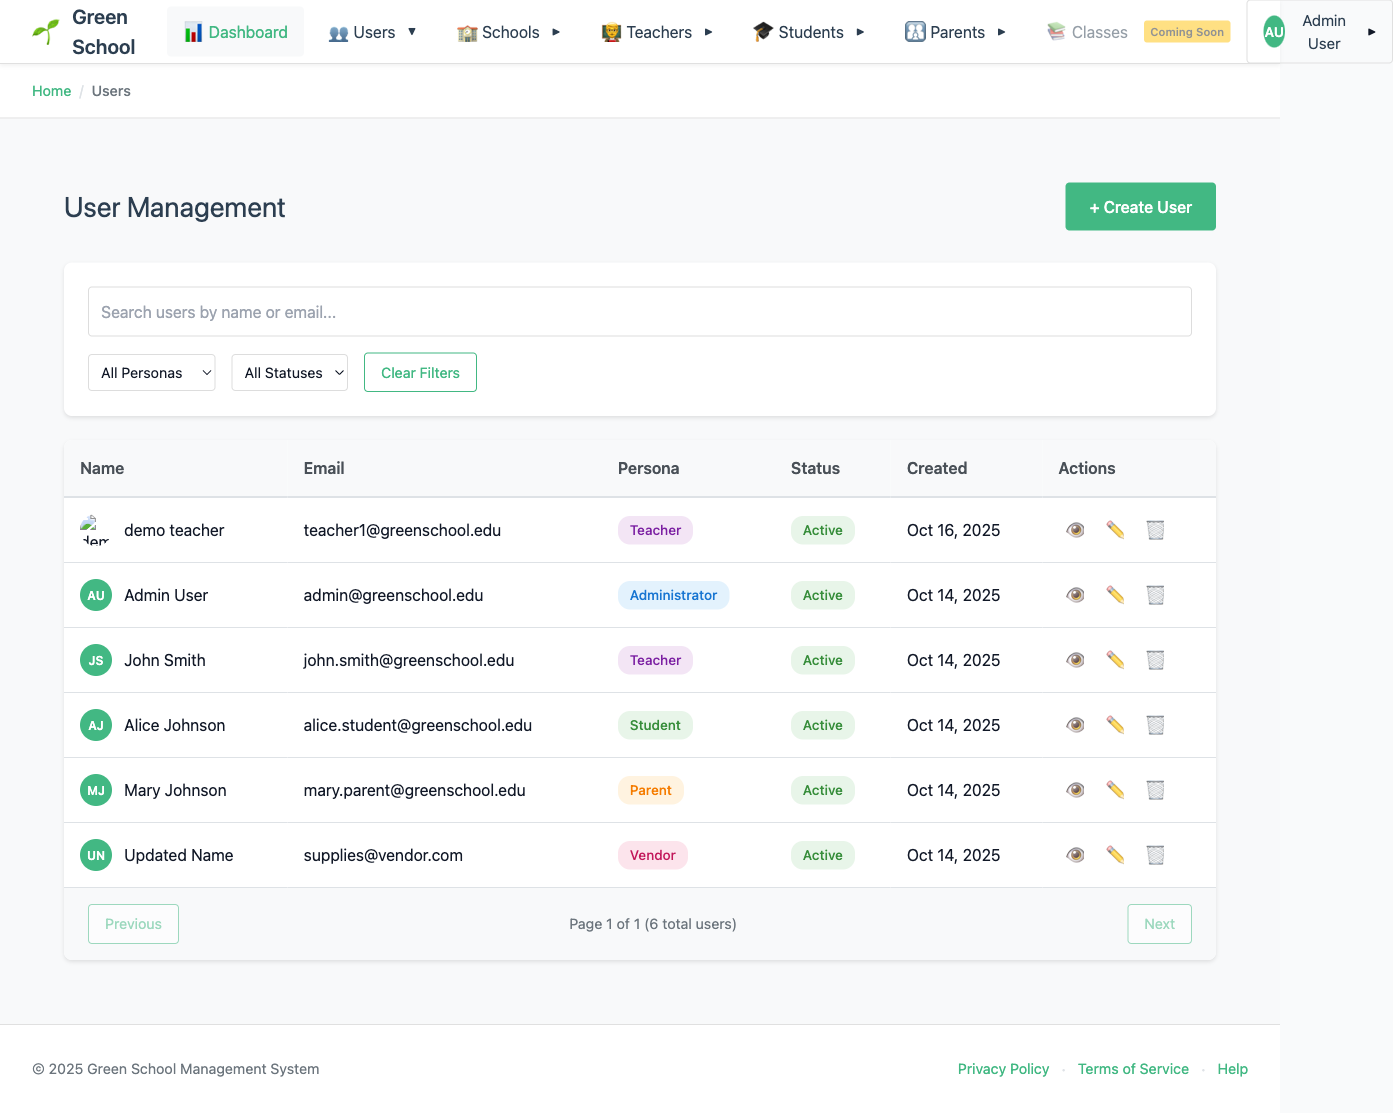 Green School
Dashboard
Users ▼
Schools ▶
Teachers ▶
Students ▶
Parents ▶
Classes Coming Soon
AU Admin User ▶
Home / Users
User Management
+ Create User
Search users by name or email...
All Personas
All Statuses
Clear Filters
Name Email Persona Status Created Actions
demo teacher teacher1@greenschool.edu Teacher Active Oct 16, 2025
AU Admin User admin@greenschool.edu Administrator Active Oct 14, 2025
JS John Smith john.smith@greenschool.edu Teacher Active Oct 14, 2025
AJ Alice Johnson alice.student@greenschool.edu Student Active Oct 14, 2025
MJ Mary Johnson mary.parent@greenschool.edu Parent Active Oct 14, 2025
UN Updated Name supplies@vendor.com Vendor Active Oct 14, 2025
Previous Page 1 of 1 (6 total users) Next
© 2025 Green School Management System
Privacy Policy · Terms of Service · Help